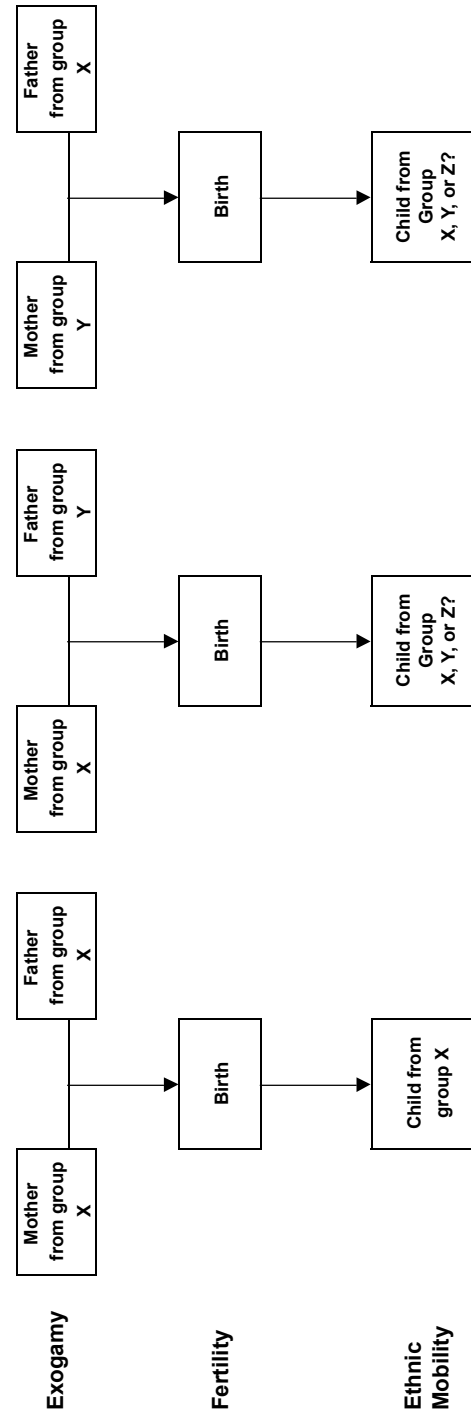 Exogamy
Mother
from group
X
Father
from group
X
Mother
from group
X
Father
from group
Y
Mother
from group
Y
Father
from group
X
Fertility
Birth
Birth
Birth
Ethnic
Mobility
Child from
group X
Child from
Group
X, Y, or Z?
Child from
Group
X, Y, or Z?